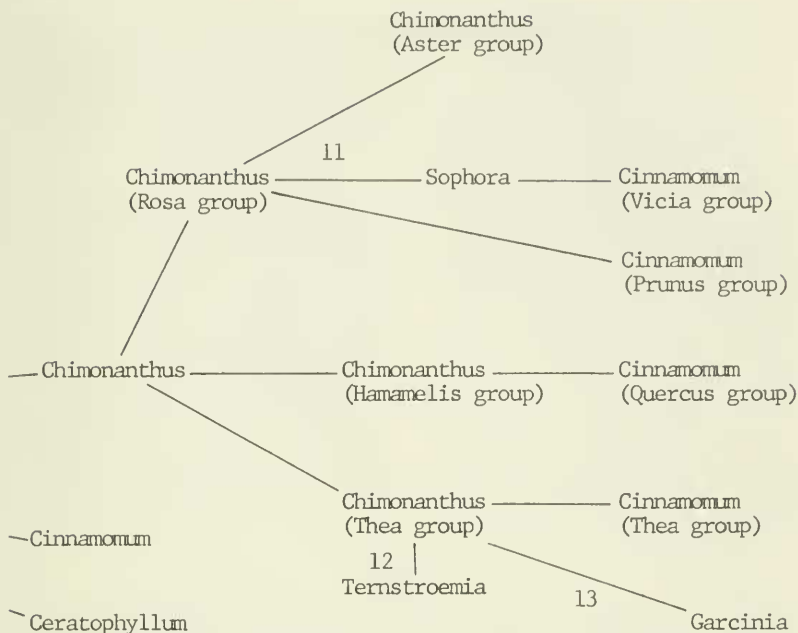 Chimonanthus
(Aster group)
11
Chimonanthus Sophora Cinnamomum
(Rosa group) (Vicia group)
Cinnamomum
(Prunus group)
Chimonanthus Chimonanthus Cinnamomum
(Hamamelis group) (Quercus group)
Chimonanthus Cinnamomum
(Thea group) (Thea group)
Cinnamomum
12
Ternstroemia
13
Ceratophyllum Garcinia